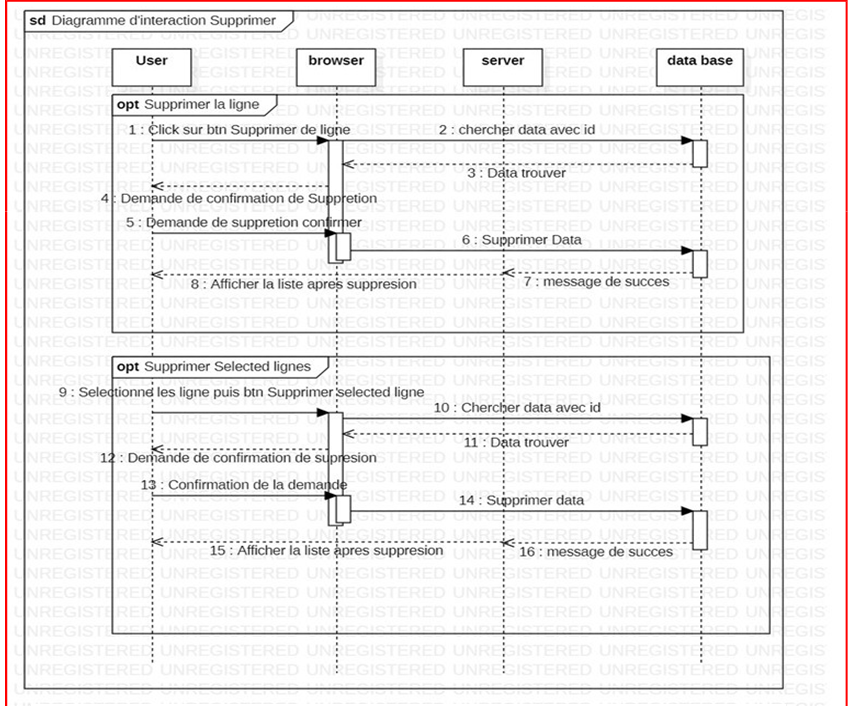 sd Diagramme d'interaction Supprimer
User
browser
server
data base
opt Supprimer la ligne
1 : Click sur btn Supprimer de ligne
2 : chercher data avec id
3 : Data trouver
4 : Demande de confirmation de Suppretion
5 : Demande de suppretion confirmer
6 : Supprimer Data
7 : message de succes
8 : Afficher la liste apres suppresion
opt Supprimer Selected lignes
9 : Selectionne les ligne puis btn Supprimer selected ligne
10 : Chercher data avec id
11 : Data trouver
12 : Demande de confirmation de supresion
13 : Confirmation de la demande
14 : Supprimer data
15 : Afficher la liste apres suppresion
16 : message de succes
UNREGISTERED